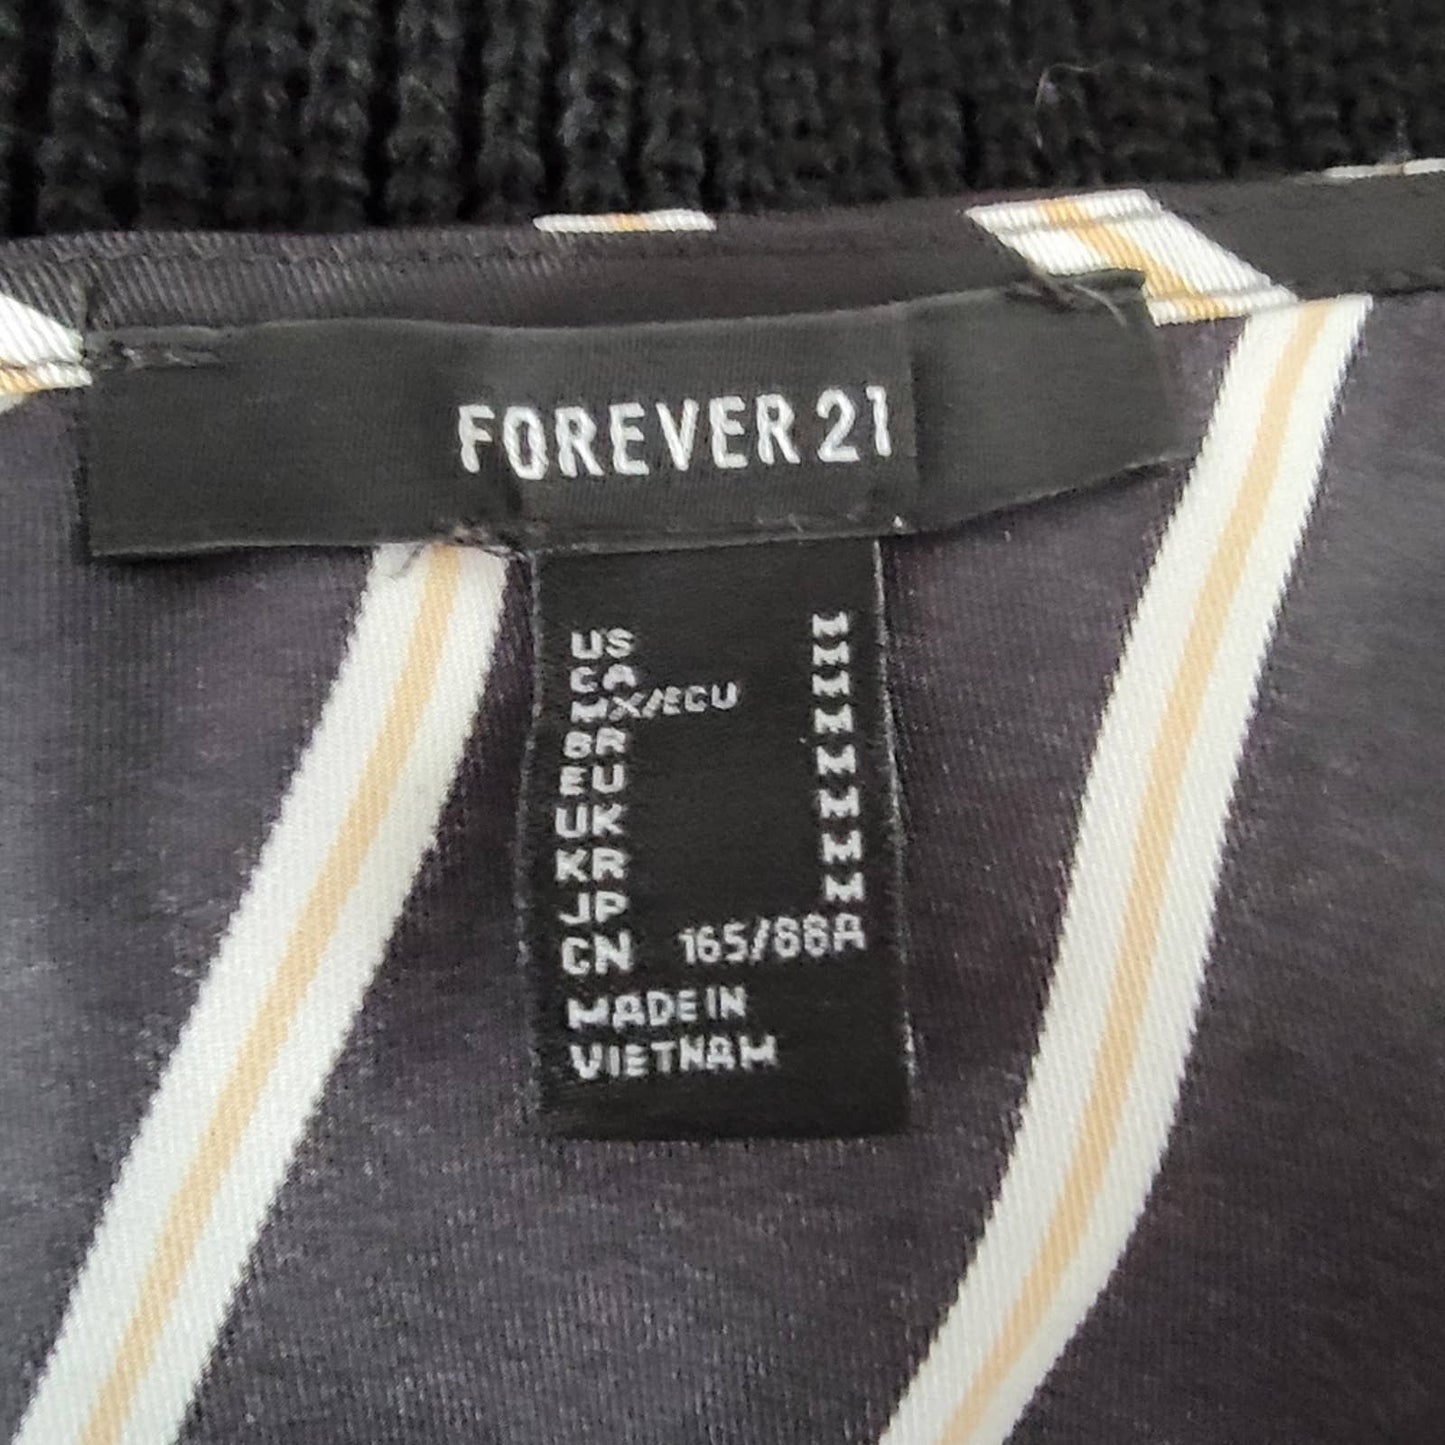 FOREVER 21
US M
CA M
MX/ECU M
BR M
EU M
UK M
KR M
JP M
CN 165/88A
MADE IN
VIETNAM